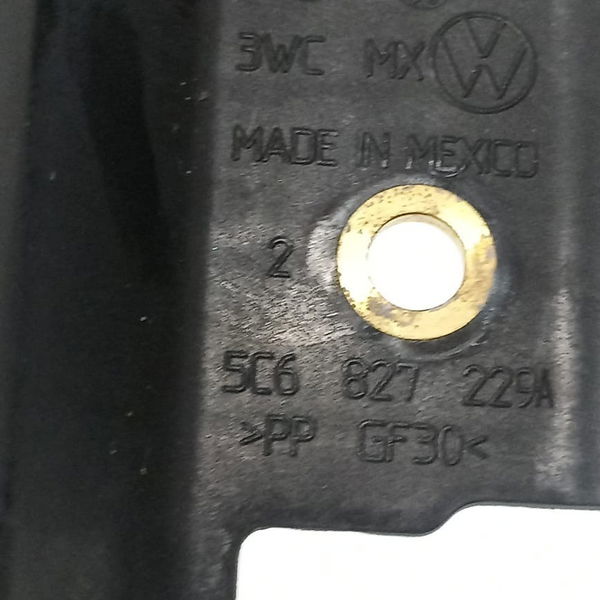 3WC MX
MADE IN MEXICO
2
5C6 827 229A
>PP GF30<